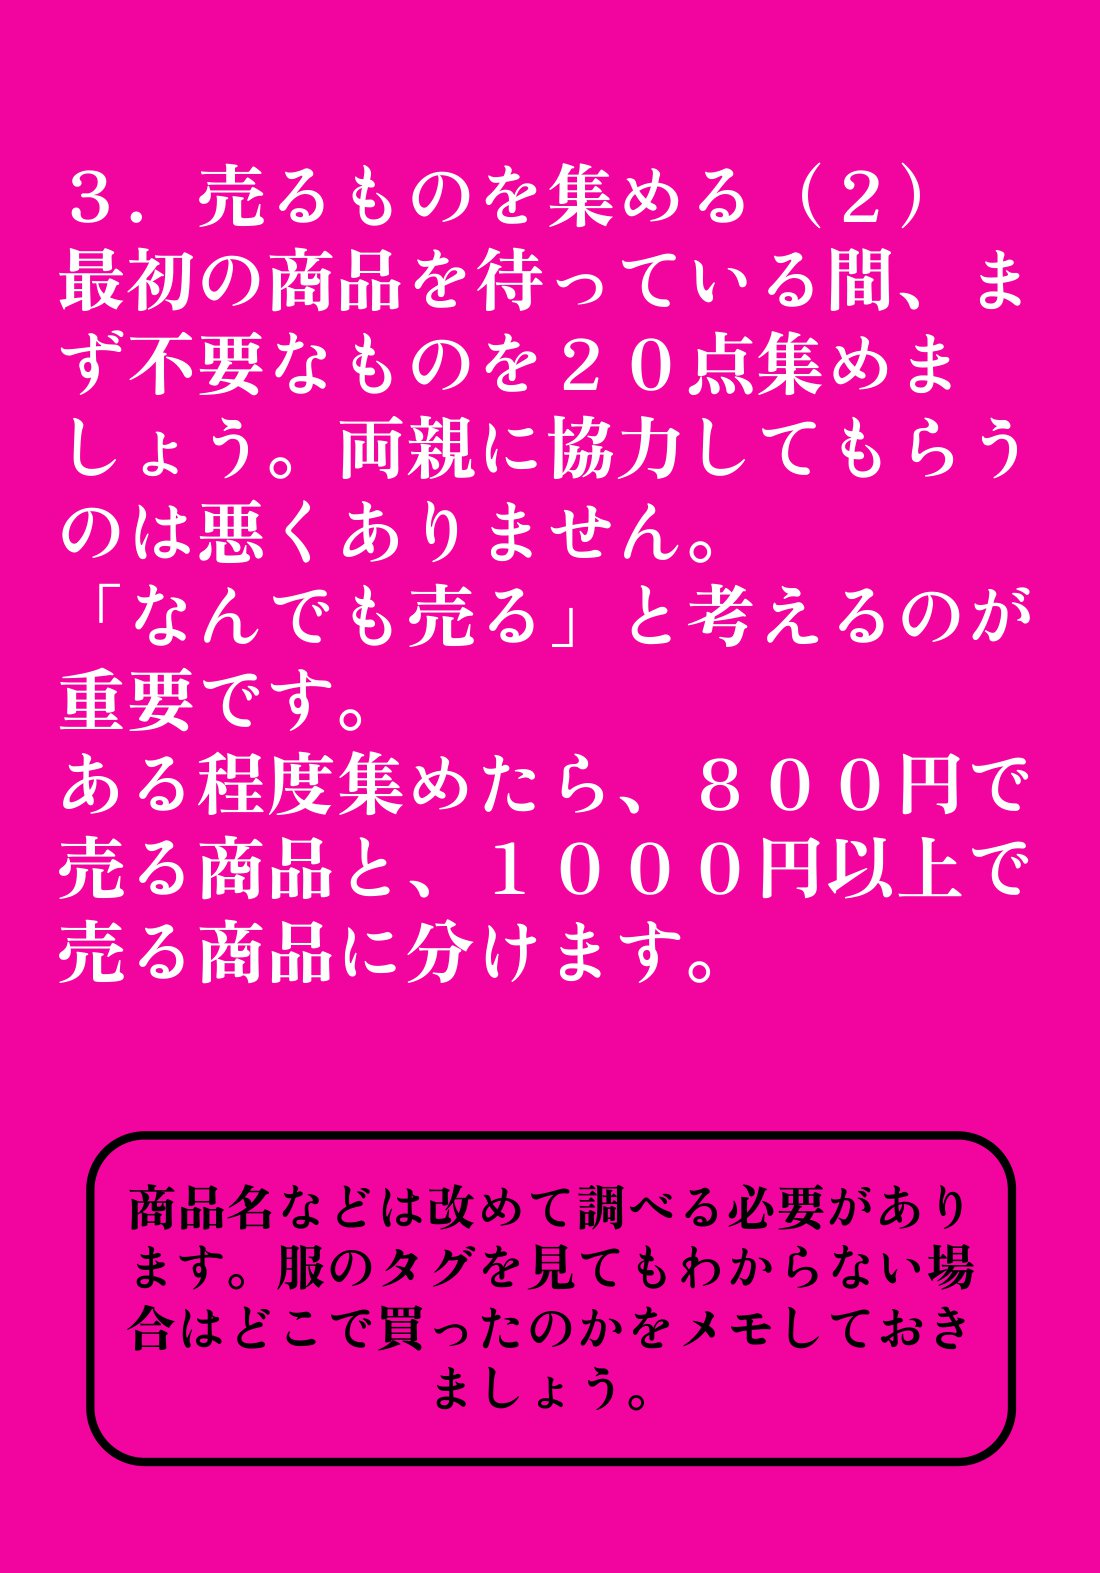 ３．売るものを集める（２）
最初の商品を待っている間、ま
ず不要なものを２０点集めま
しょう。両親に協力してもらう
のは悪くありません。
「なんでも売る」と考えるのが
重要です。
ある程度集めたら、８００円で
売る商品と、１０００円以上で
売る商品に分けます。
商品名などは改めて調べる必要があり
ます。服のタグを見てもわからない場
合はどこで買ったのかをメモしておき
ましょう。